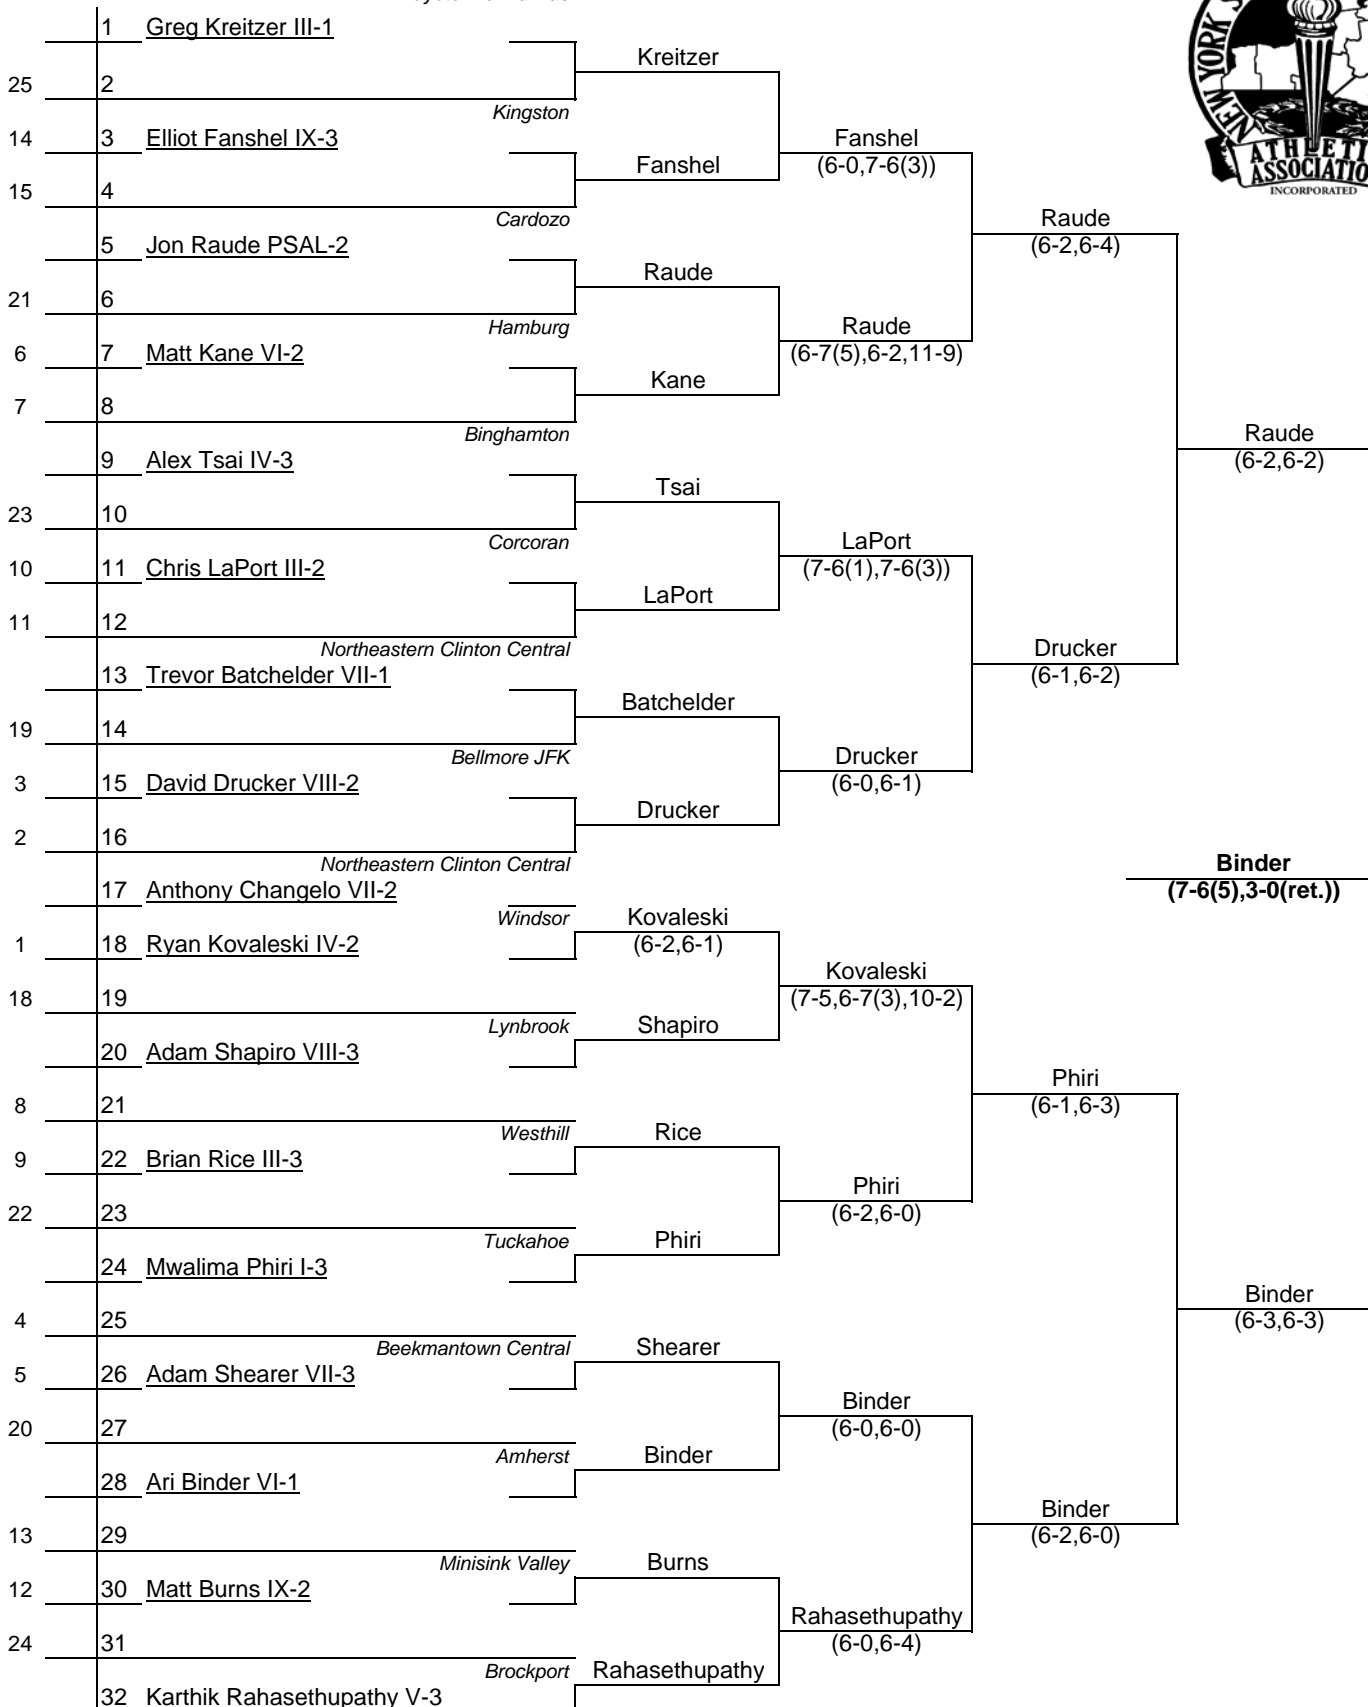 1 Greg Kreitzer III-1
Kreitzer
25 2
Kingston
14 3 Elliot Fanshel IX-3
Fanshel
(6-0,7-6(3))
Fanshel
15 4
Cardozo
Raude
(6-2,6-4)
5 Jon Raude PSAL-2
Raude
21 6
Hamburg
Raude
(6-7(5),6-2,11-9)
6 7 Matt Kane VI-2
Kane
7 8
Binghamton
Raude
(6-2,6-2)
9 Alex Tsai IV-3
Tsai
23 10
Corcoran
LaPort
(7-6(1),7-6(3))
10 11 Chris LaPort III-2
LaPort
11 12
Northeastern Clinton Central
Drucker
(6-1,6-2)
13 Trevor Batchelder VII-1
Batchelder
19 14
Bellmore JFK
Drucker
(6-0,6-1)
3 15 David Drucker VIII-2
Drucker
2 16
Northeastern Clinton Central
Binder
(7-6(5),3-0(ret.))
17 Anthony Changelo VII-2
Windsor
Kovaleski
(6-2,6-1)
1 18 Ryan Kovaleski IV-2
Kovaleski
(7-5,6-7(3),10-2)
18 19
Lynbrook
Shapiro
20 Adam Shapiro VIII-3
Phiri
(6-1,6-3)
8 21
Westhill
Rice
9 22 Brian Rice III-3
Phiri
(6-2,6-0)
22 23
Tuckahoe
Phiri
24 Mwalima Phiri I-3
Binder
(6-3,6-3)
4 25
Beekmantown Central
Shearer
5 26 Adam Shearer VII-3
Binder
(6-0,6-0)
20 27
Amherst
Binder
28 Ari Binder VI-1
Binder
(6-2,6-0)
13 29
Minisink Valley
Burns
12 30 Matt Burns IX-2
Rahasethupathy
(6-0,6-4)
24 31
Brockport
Rahasethupathy
32 Karthik Rahasethupathy V-3
NEW YORK
ASSOCIATIO
INCORPORATED